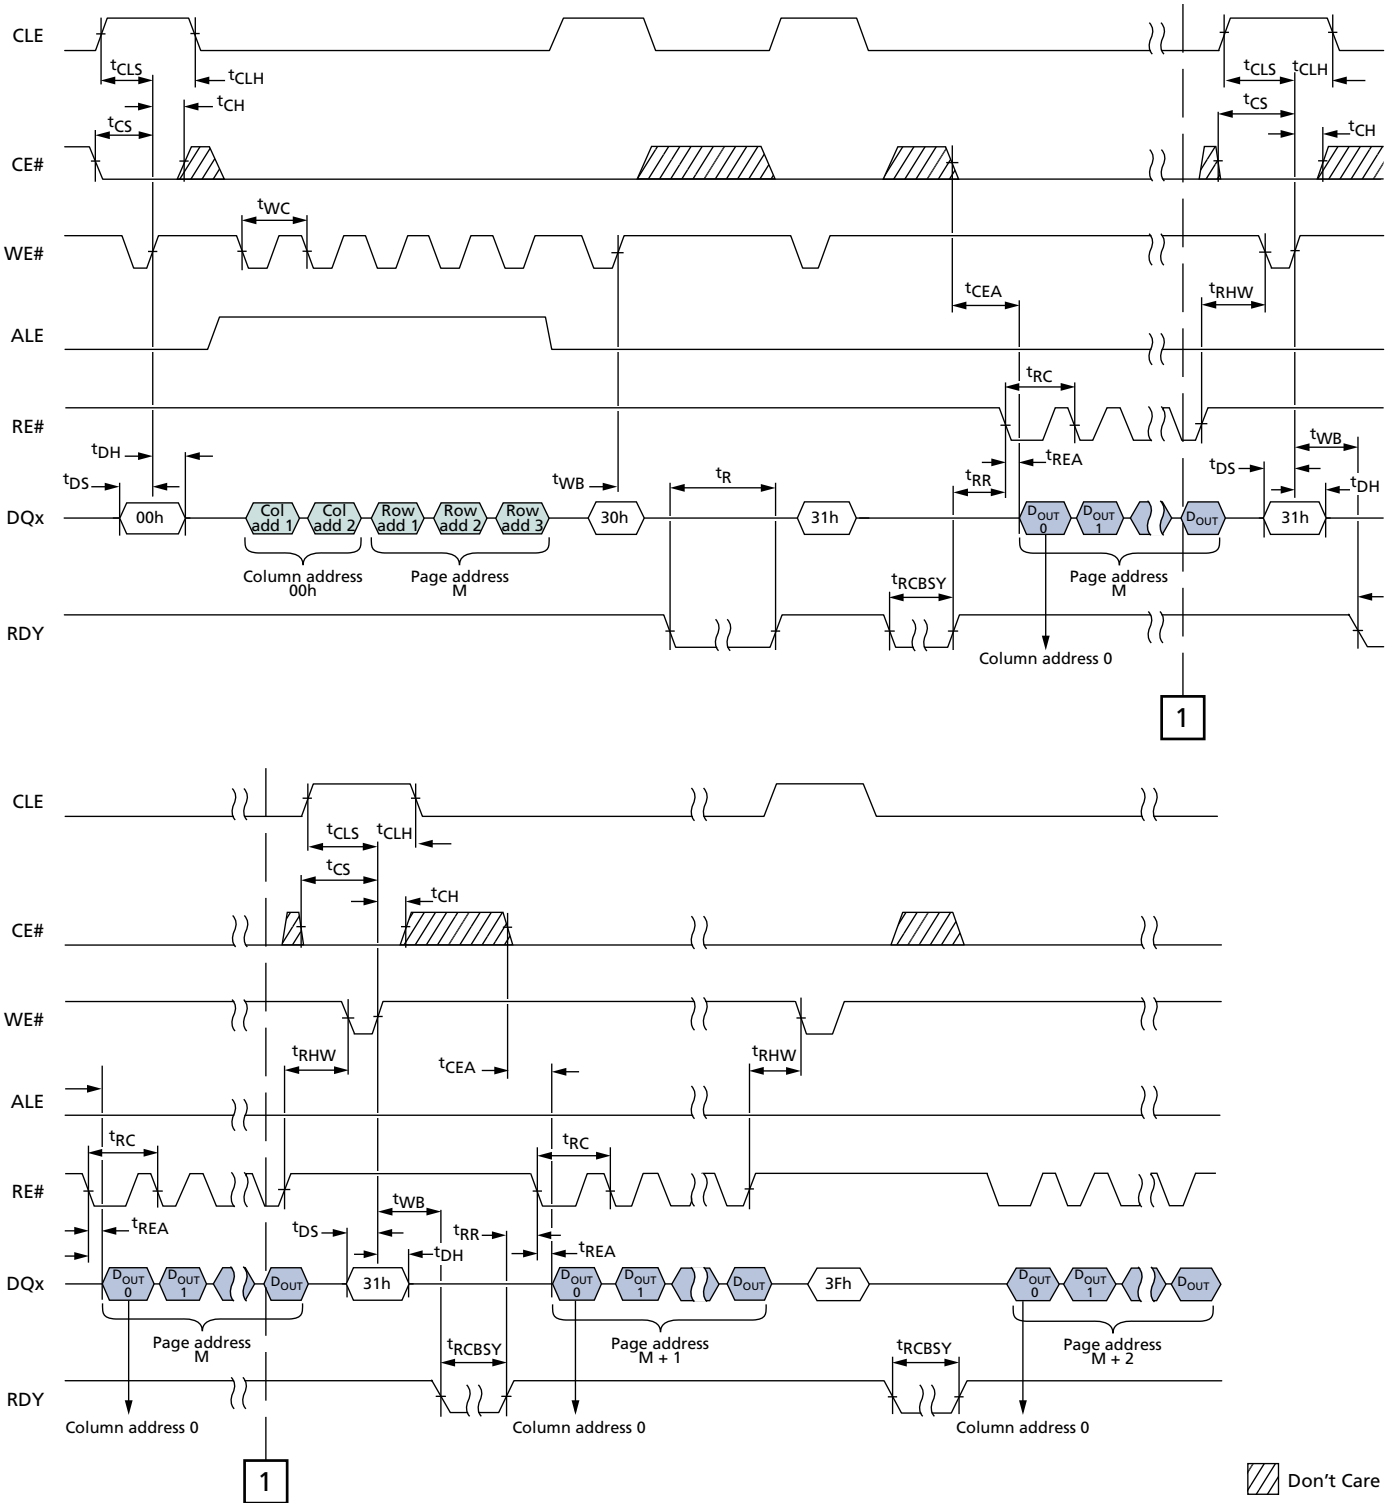 CLE
tCLS
tCLH
tCH
tCS
CE#
tWC
WE#
tCEA
ALE
tRC
RE#
tDH
tREA
tDS
tWB
tR
tRR
DQx
00h
Col add 1
Col add 2
Row add 1
Row add 2
Row add 3
30h
31h
DOUT 0
DOUT 1
DOUT
31h
Column address
00h
Page address
M
tRCBSY
Page address
M
RDY
Column address 0
tCLS
tCLH
tCS
tCH
tRHW
tWB
tDS
tDH
1
CLE
tCLS
tCLH
tCS
tCH
CE#
WE#
tRHW
tCEA
tRHW
ALE
tRC
tRC
RE#
tREA
tWB
tDS
tRR
tDH
tREA
DQx
DOUT 0
DOUT 1
DOUT
31h
DOUT 0
DOUT 1
DOUT
3Fh
DOUT 0
DOUT 1
DOUT
Page address
M
tRCBSY
Page address
M + 1
tRCBSY
Page address
M + 2
RDY
Column address 0
Column address 0
Column address 0
1
Don't Care